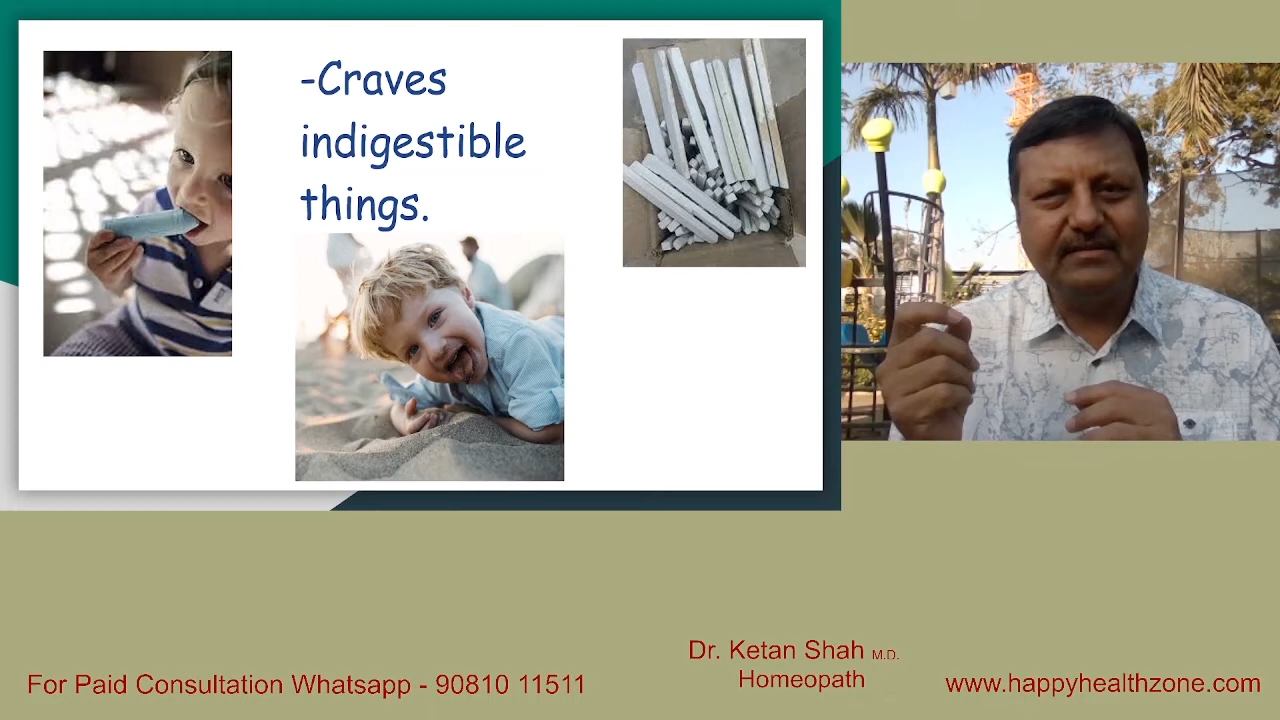 -Craves
indigestible
things.
Dr. Ketan Shah M.D.
Homeopath
For Paid Consultation Whatsapp - 90810 11511
www.happyhealthzone.com